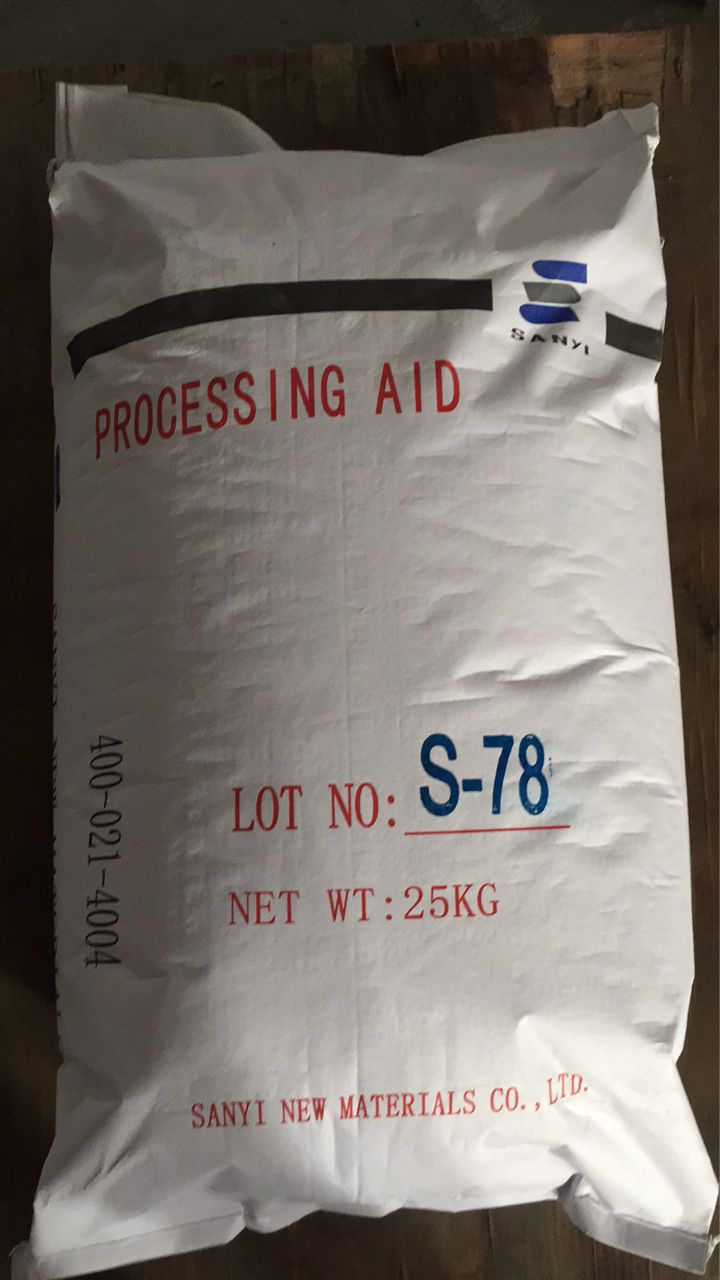 SANYI
PROCESSING AID
LOT NO: S-78
NET WT:25KG
400-021-4004
SANYI NEW MATERIALS CO.,LTD.